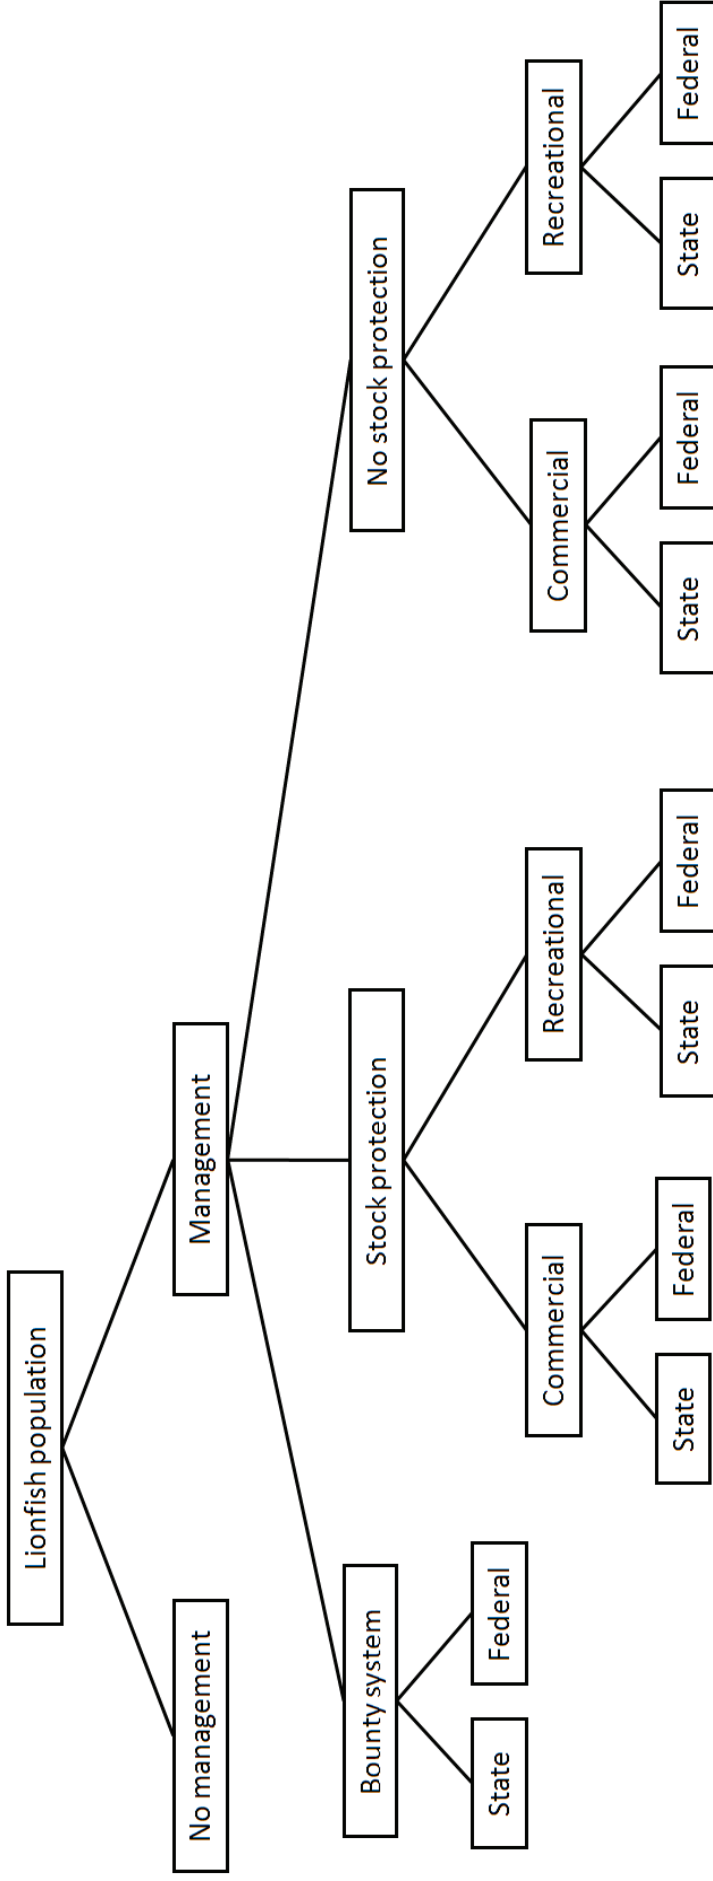 Lionfish population
No management
Management
Bounty system
Stock protection
No stock protection
State
Federal
Commercial
Recreational
Commercial
Recreational
State
Federal
State
Federal
State
Federal
State
Federal